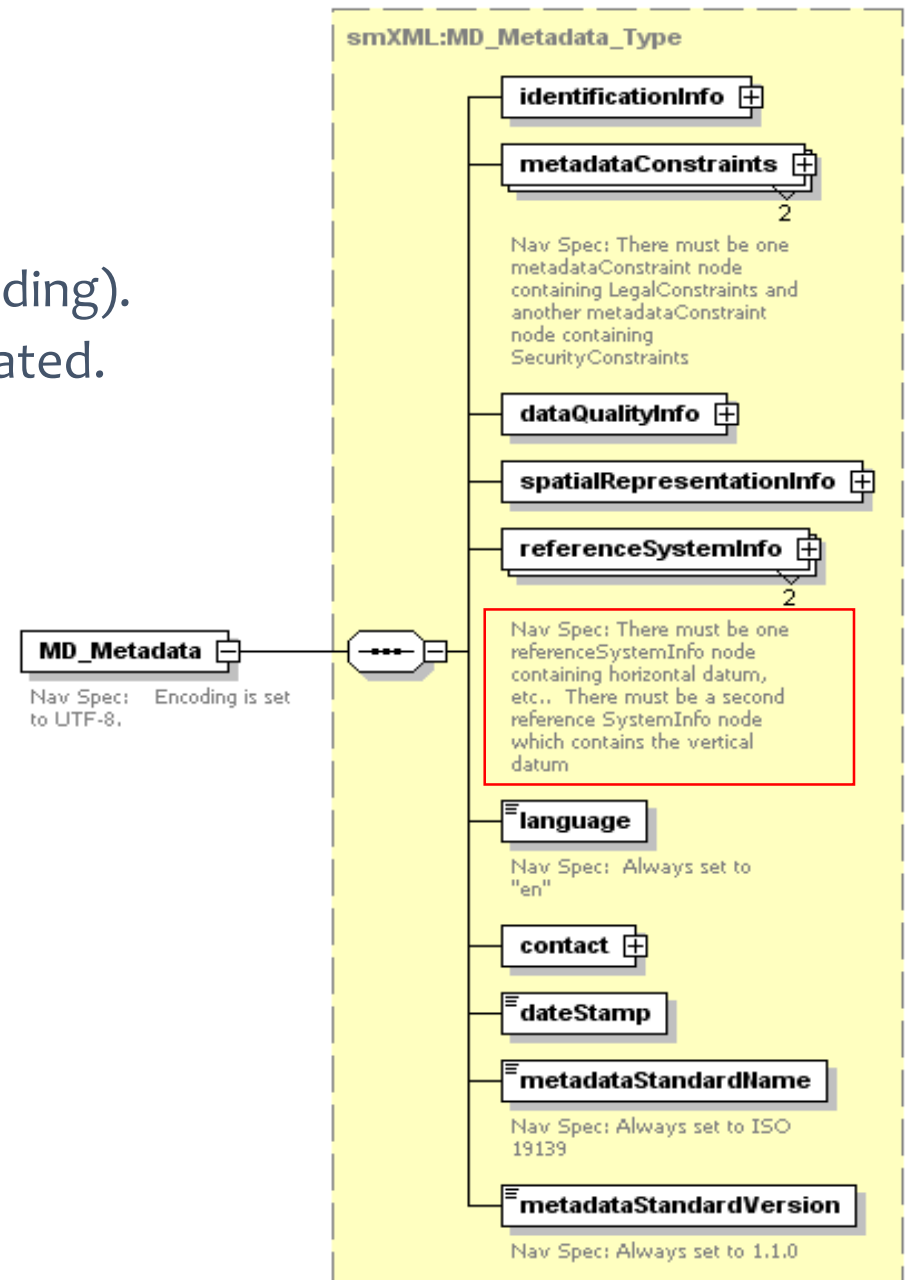 smXML:MD_Metadata_Type
identificationInfo
metadataConstraints
2
Nav Spec: There must be one
metadataConstraint node
containing LegalConstraints and
another metadataConstraint
node containing
SecurityConstraints
ding).
ated.
dataQualityInfo
spatialRepresentationInfo
referenceSystemInfo
2
Nav Spec: There must be one
referenceSystemInfo node
containing horizontal datum,
etc.. There must be a second
reference SystemInfo node
which contains the vertical
datum
MD_Metadata
Nav Spec: Encoding is set
to UTF-8.
language
Nav Spec: Always set to
"en"
contact
dateStamp
metadataStandardName
Nav Spec: Always set to ISO
19139
metadataStandardVersion
Nav Spec: Always set to 1.1.0